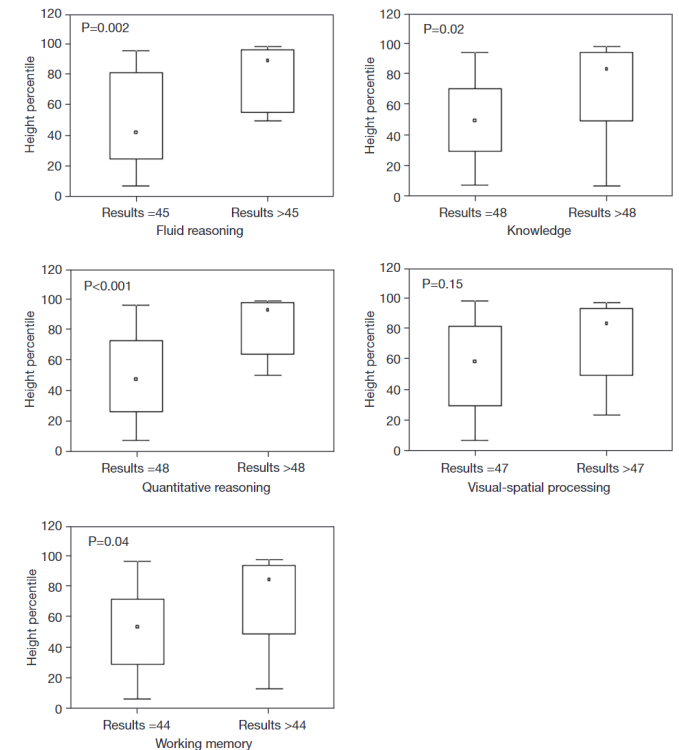 P=0.002
Height percentile
120
100
80
60
40
20
0
Results =45 Results >45
Fluid reasoning
P=0.02
Height percentile
120
100
80
60
40
20
0
Results =48 Results >48
Knowledge
P<0.001
Height percentile
120
100
80
60
40
20
0
Results =48 Results >48
Quantitative reasoning
P=0.15
Height percentile
120
100
80
60
40
20
0
Results =47 Results >47
Visual-spatial processing
P=0.04
Height percentile
120
100
80
60
40
20
0
Results =44 Results >44
Working memory